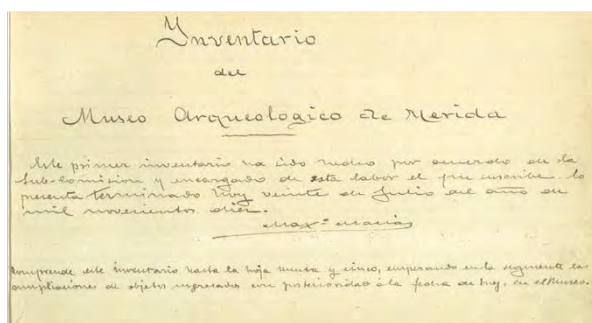 Inventario
del
Museo Arqueologico de Merida
Este primer inventario ha sido hecho por acuerdo de la
Sub-Comision y encargado de esta labor el que suscribe lo
presenta terminado hoy veinte de Julio del año de
mil novecientos diez.
Maxº Macías
Comprende este inventario hasta la hoja y cinco, empezando en la siguiente las
ampliaciones de objetos ingresados con posterioridad á la fecha de hoy, en el Museo.